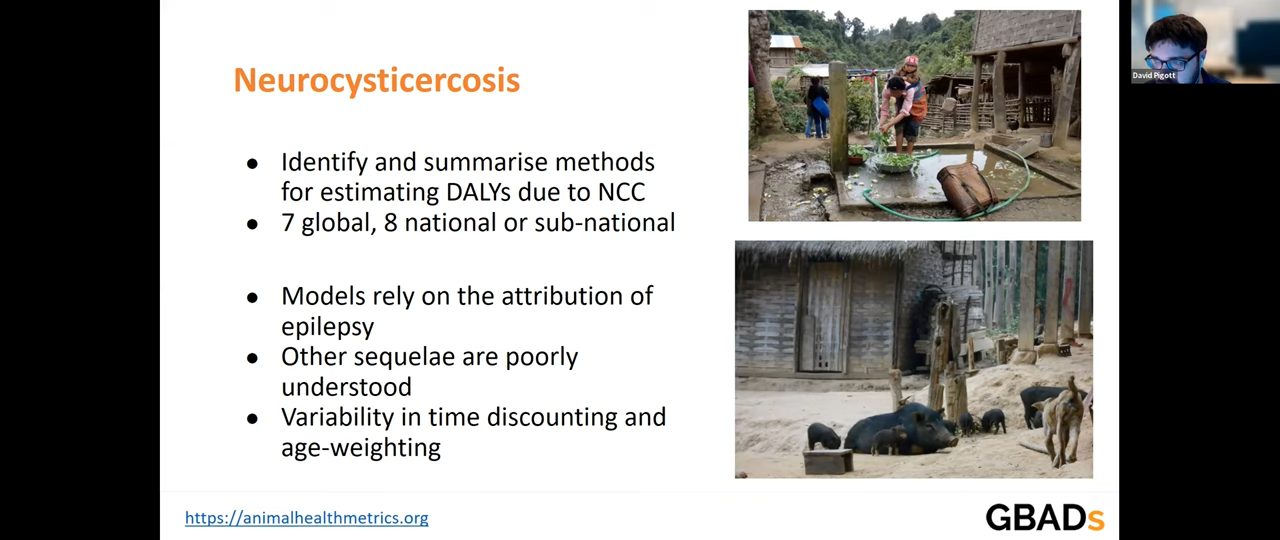 Neurocysticercosis
● Identify and summarise methods
for estimating DALYs due to NCC
● 7 global, 8 national or sub-national
● Models rely on the attribution of
epilepsy
● Other sequelae are poorly
understood
● Variability in time discounting and
age-weighting
https://animalhealthmetrics.org
GBADs
David Pigott